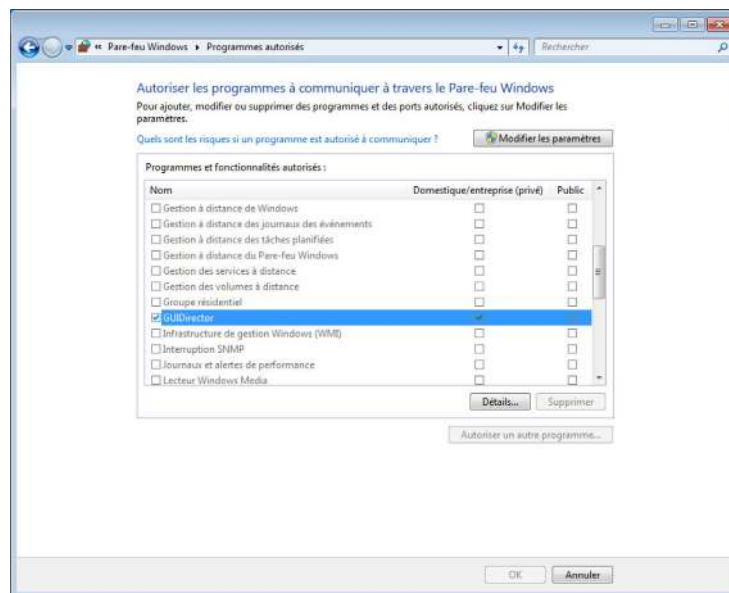 « Pare-feu Windows ▸ Programmes autorisés
Rechercher
Autoriser les programmes à communiquer à travers le Pare-feu Windows
Pour ajouter, modifier ou supprimer des programmes et des ports autorisés, cliquez sur Modifier les
paramètres.
Quels sont les risques si un programme est autorisé à communiquer ?
Modifier les paramètres
Programmes et fonctionnalités autorisés :
Nom Domestique/entreprise (privé) Public
Gestion à distance de Windows
Gestion à distance des journaux des événements
Gestion à distance des tâches planifiées
Gestion à distance du Pare-feu Windows
Gestion des services à distance
Gestion des volumes à distance
Groupe résidentiel
GUIDirector
Infrastructure de gestion Windows (WMI)
Interruption SNMP
Journaux et alertes de performance
Lecteur Windows Media
Détails... Supprimer
Autoriser un autre programme...
OK Annuler